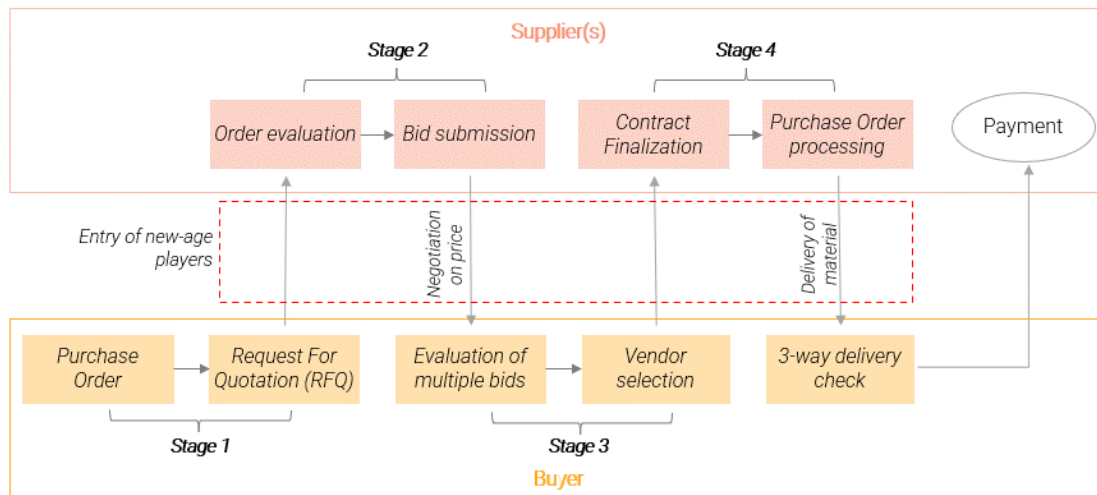 Supplier(s)
Stage 2
Stage 4
Order evaluation
Bid submission
Contract
Finalization
Purchase Order
processing
Payment
Entry of new-age
players
Negotiation
on price
Delivery of
material
Purchase
Order
Request For
Quotation (RFQ)
Evaluation of
multiple bids
Vendor
selection
3-way delivery
check
Stage 1
Stage 3
Buyer